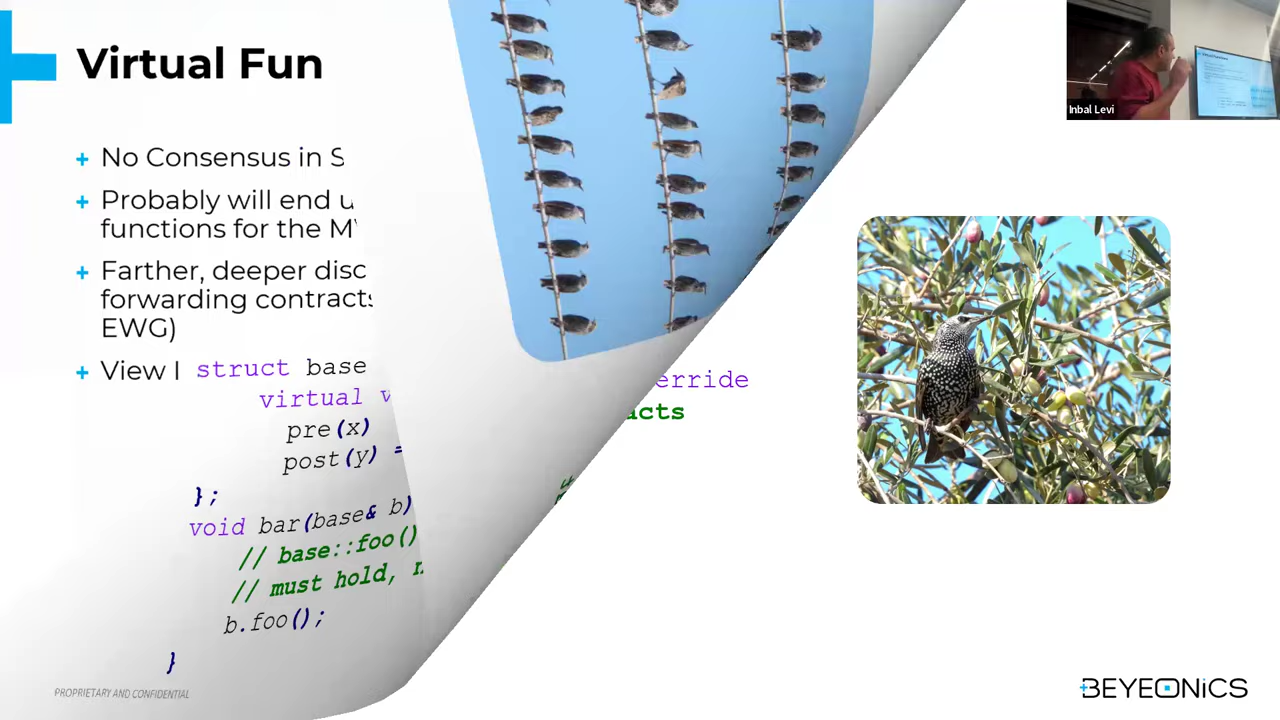 Virtual Fun
Inbal Levi
No Consensus in S
Probably will end u
functions for the M
Farther, deeper disc
forwarding contracts
EWG)
View
struct base
virtual v
pre(x)
post(y) =
};
void bar(base& b)
// base::foo()
// must hold,
b.foo();
}
erride
acts
PROPRIETARY AND CONFIDENTIAL
BEYEONICS